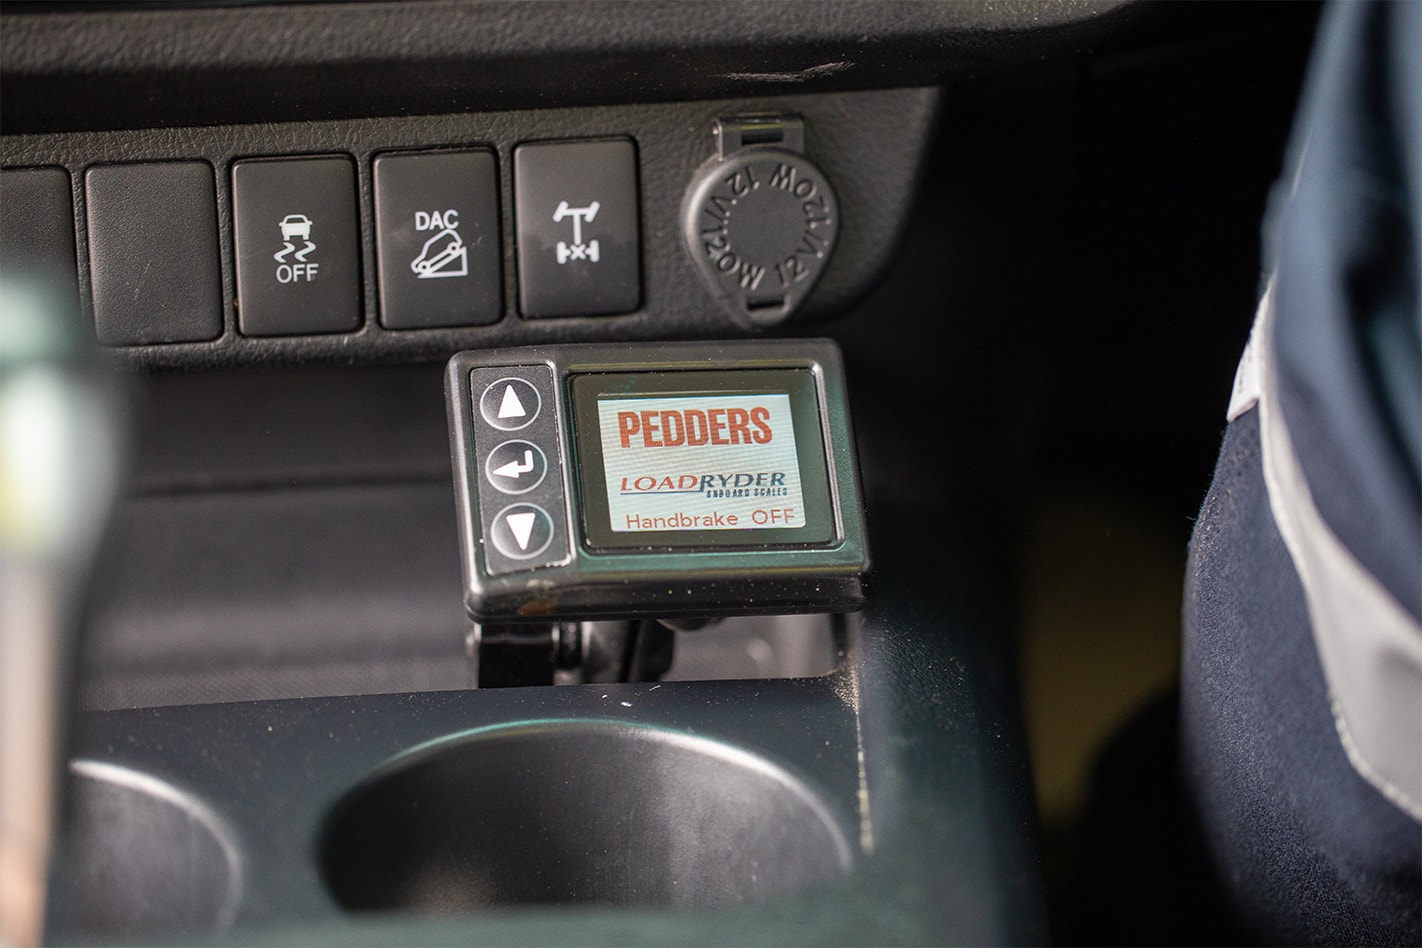 OFF
DAC
12V/120W 12V/120W
PEDDERS
LOADRYDER
ONBOARD SCALES
Handbrake OFF